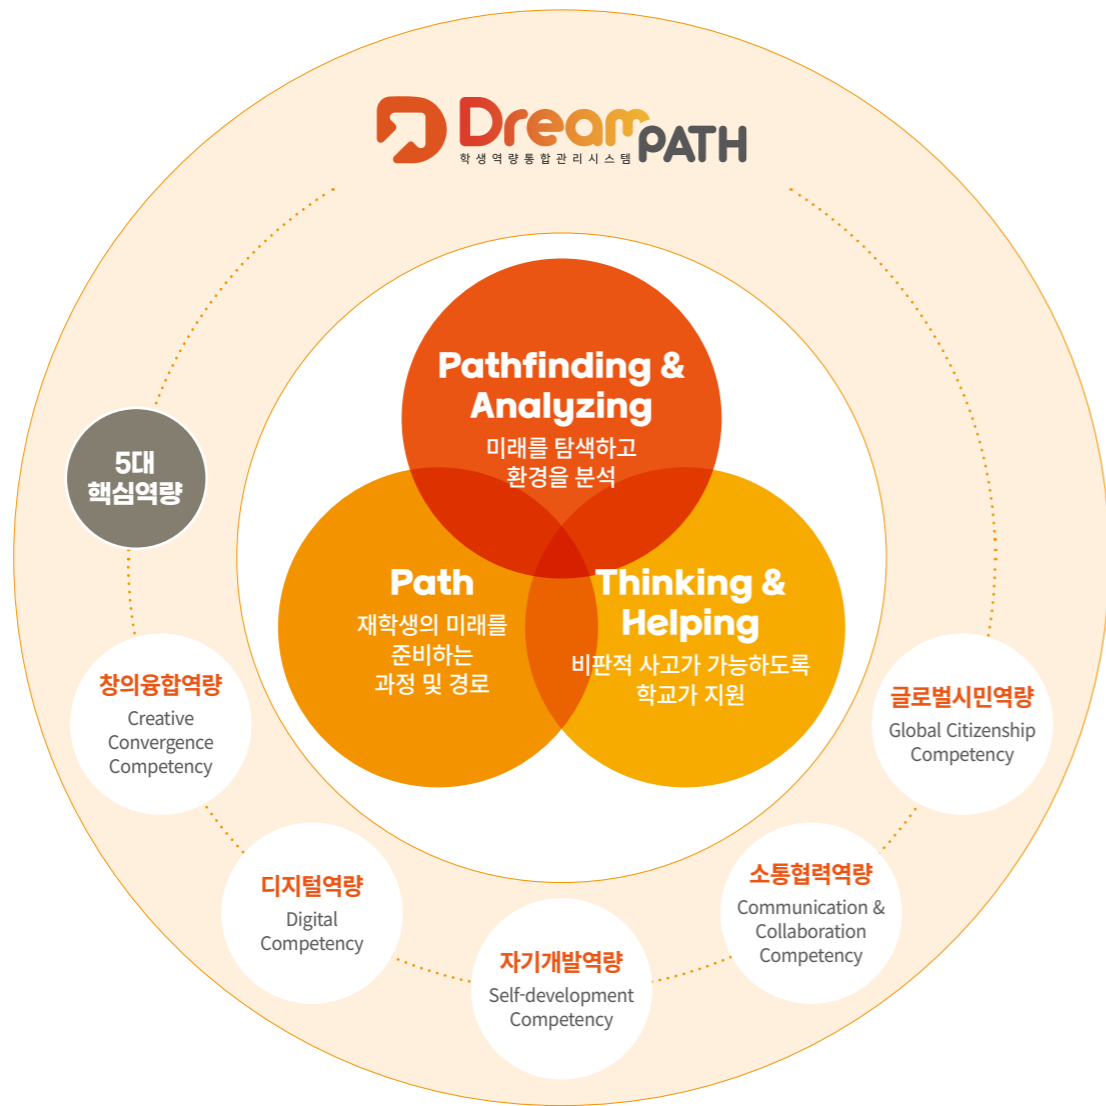 Dream PATH
학생역량통합관리시스템
Pathfinding &
Analyzing
미래를 탐색하고
환경을 분석
5대
핵심역량
Path
재학생의 미래를
준비하는
과정 및 경로
Thinking &
Helping
비판적 사고가 가능하도록
학교가 지원
창의융합역량
Creative
Convergence
Competency
디지털역량
Digital
Competency
자기개발역량
Self-development
Competency
소통협력역량
Communication &
Collaboration
Competency
글로벌시민역량
Global Citizenship
Competency